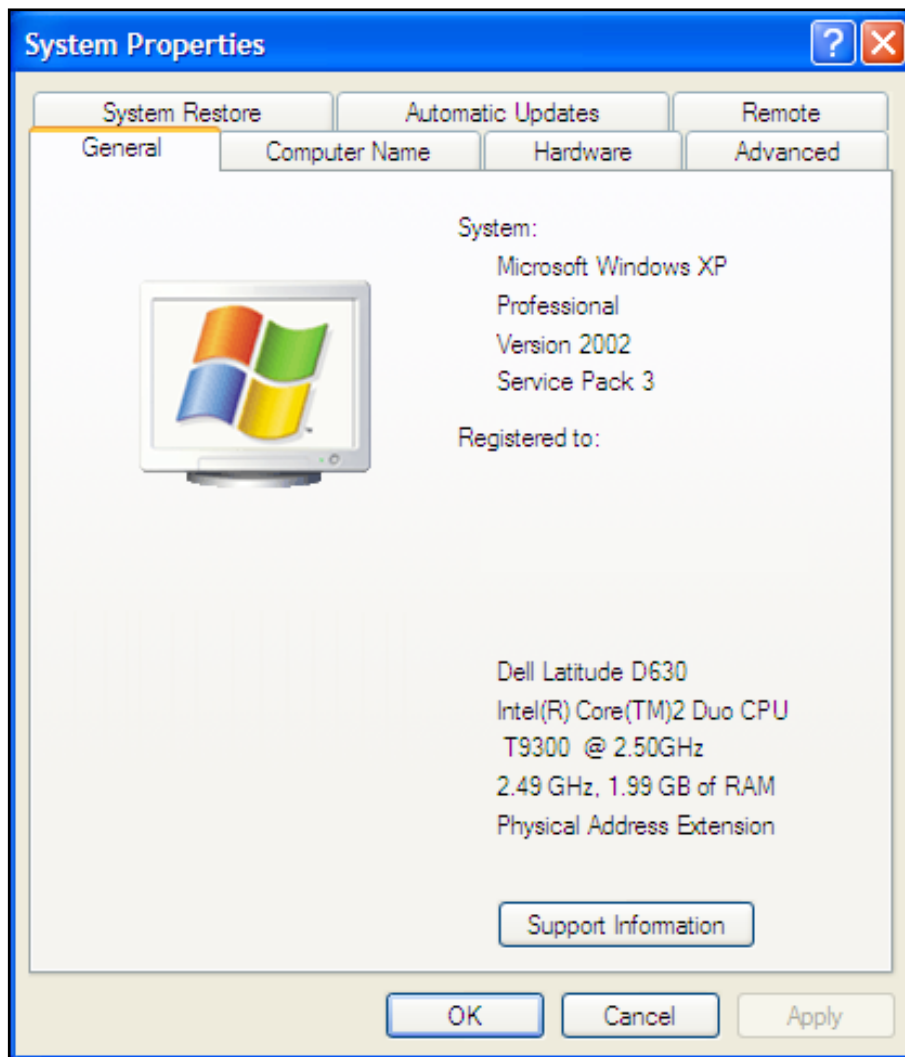 System Properties
System Restore Automatic Updates Remote
General Computer Name Hardware Advanced
System:
Microsoft Windows XP
Professional
Version 2002
Service Pack 3
Registered to:
Dell Latitude D630
Intel(R) Core(TM)2 Duo CPU
T9300 @ 2.50GHz
2.49 GHz, 1.99 GB of RAM
Physical Address Extension
Support Information
OK Cancel Apply